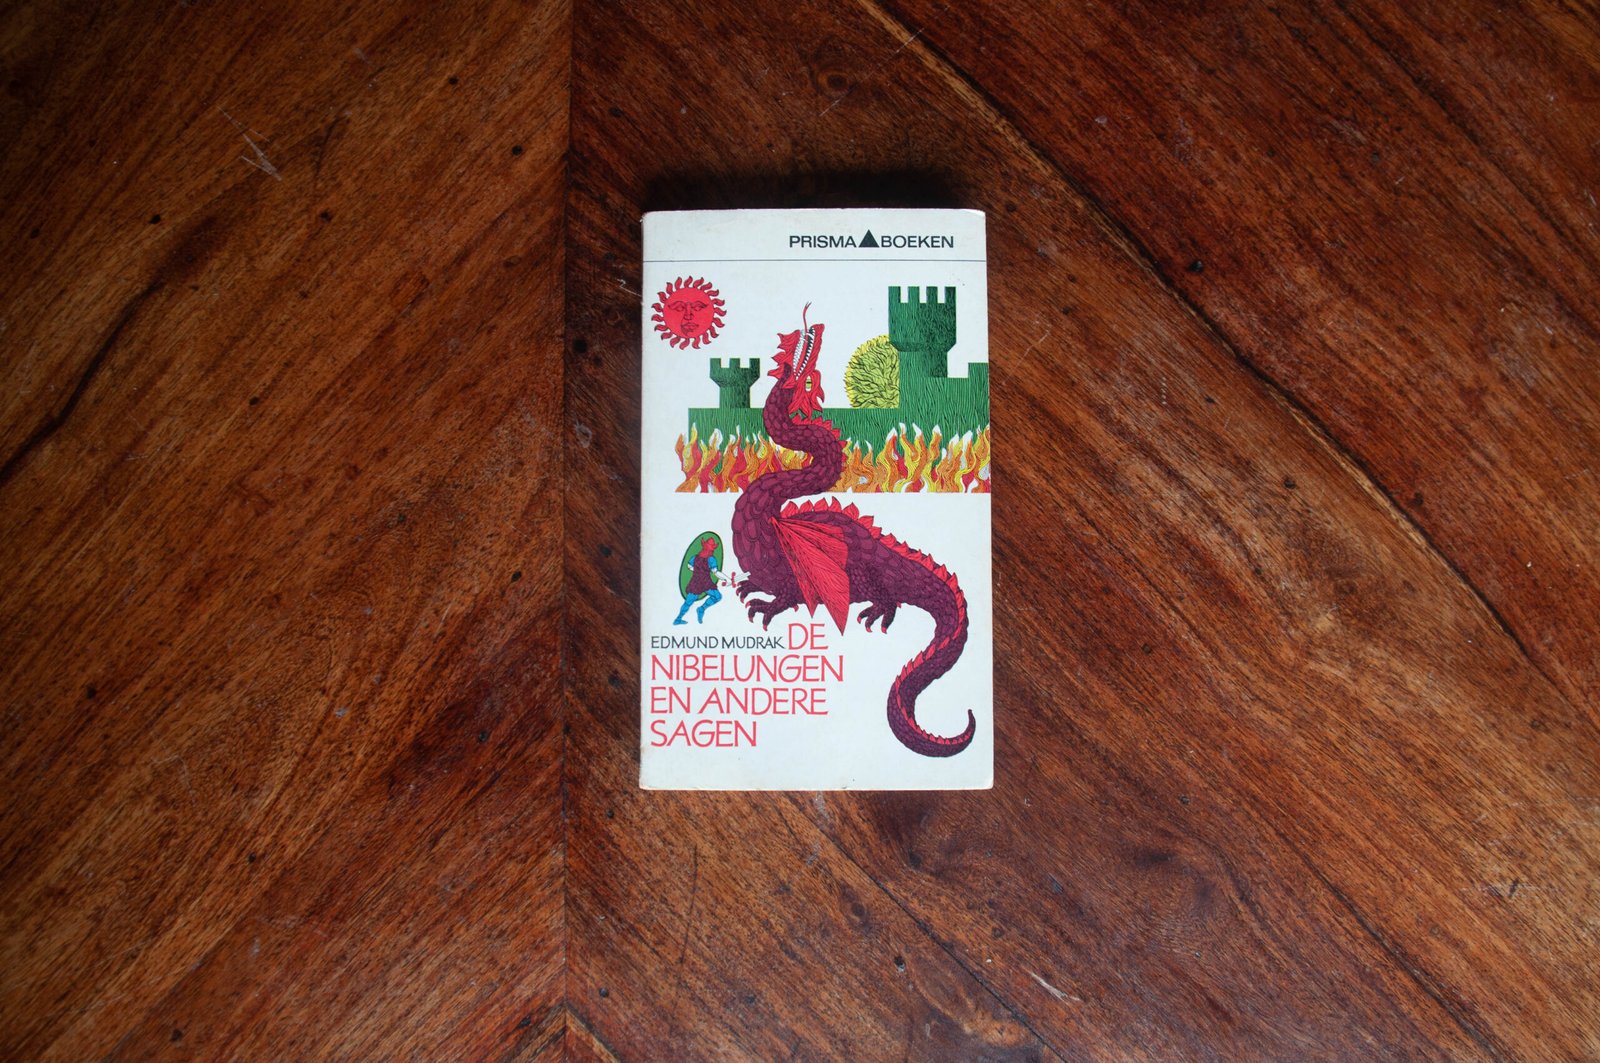 PRISMA BOEKEN
EDMUND MUDRAK DE
NIBELUNGEN
EN ANDERE
SAGEN